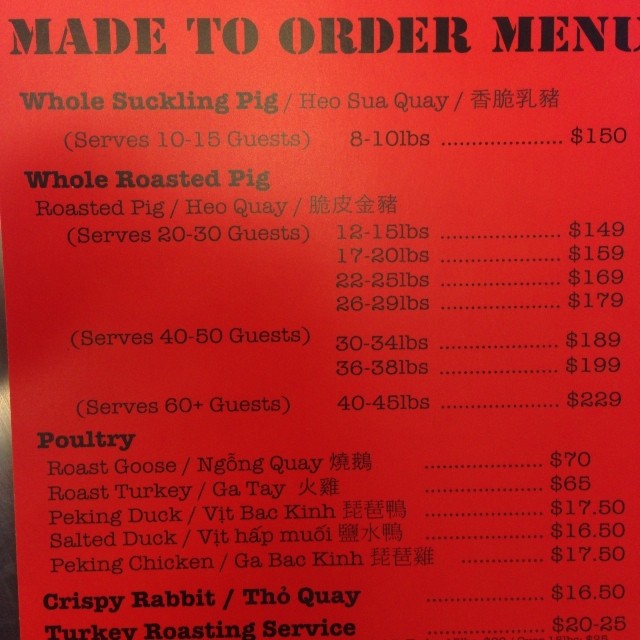 MADE TO ORDER MENU
Whole Suckling Pig / Heo Sua Quay / 香脆乳豬
(Serves 10-15 Guests) 8-10lbs ..................... $150
Whole Roasted Pig
Roasted Pig / Heo Quay / 脆皮金豬
(Serves 20-30 Guests) 12-15lbs ..................... $149
17-20lbs ..................... $159
22-25lbs ..................... $169
26-29lbs ..................... $179
(Serves 40-50 Guests) 30-34lbs ..................... $189
36-38lbs ..................... $199
(Serves 60+ Guests) 40-45lbs ..................... $229
Poultry
Roast Goose / Ngỗng Quay 燒鵝 ..................... $70
Roast Turkey / Ga Tay 火雞 ..................... $65
Peking Duck / Vịt Bac Kinh 琵琶鴨 ..................... $17.50
Salted Duck / Vịt hấp muối 鹽水鴨 ..................... $16.50
Peking Chicken / Ga Bac Kinh 琵琶雞 ............... $17.50
Crispy Rabbit / Thỏ Quay ..................... $16.50
Turkey Roasting Service ..................... $20-25